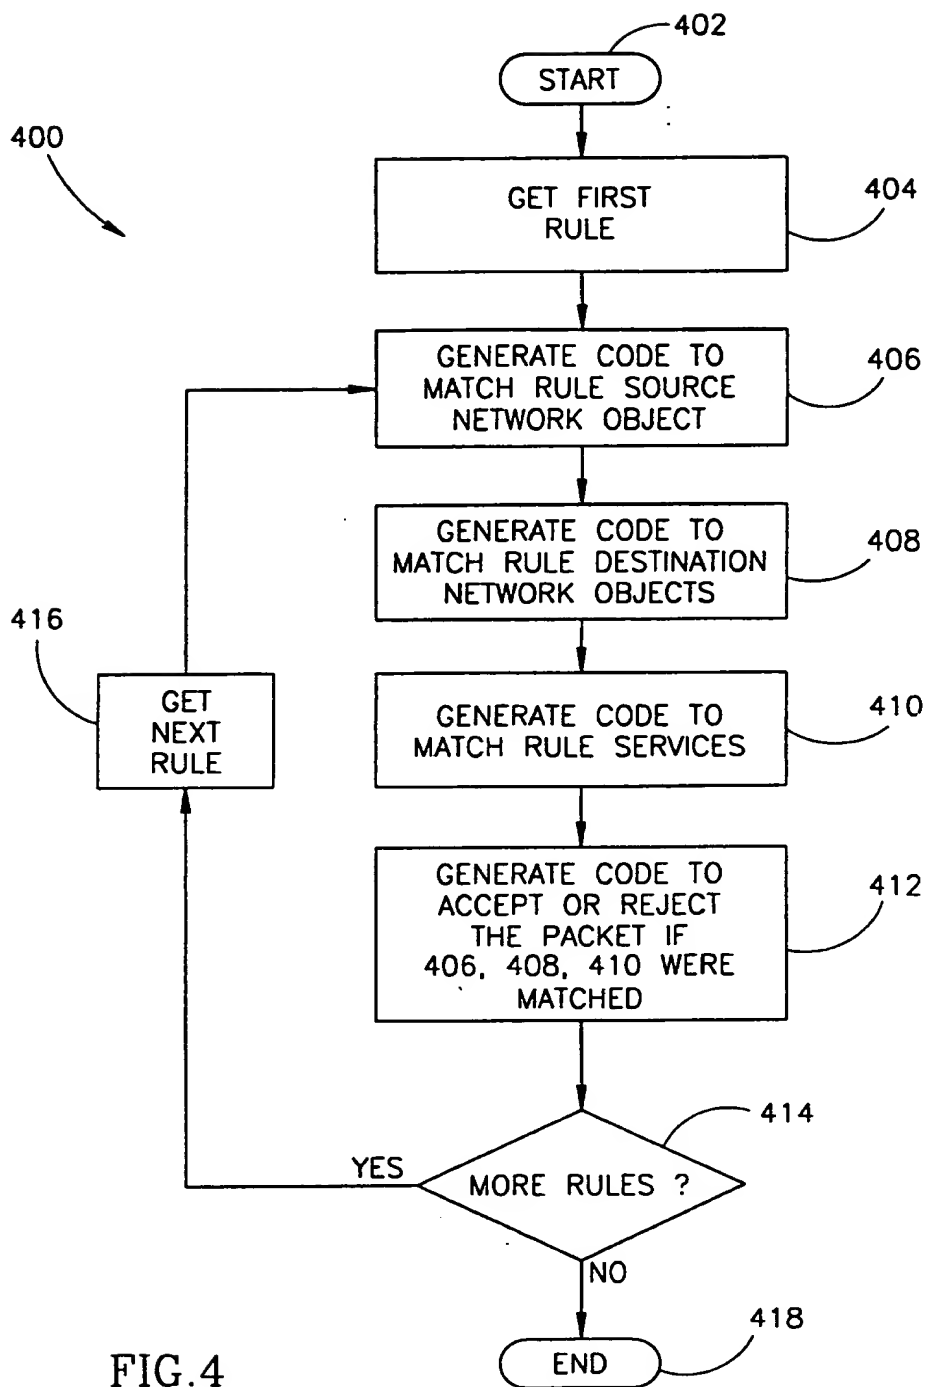 402
START
400
GET FIRST
RULE
404
GENERATE CODE TO
MATCH RULE SOURCE
NETWORK OBJECT
406
GENERATE CODE TO
MATCH RULE DESTINATION
NETWORK OBJECTS
408
416
GET
NEXT
RULE
GENERATE CODE TO
MATCH RULE SERVICES
410
GENERATE CODE TO
ACCEPT OR REJECT
THE PACKET IF
406, 408, 410 WERE
MATCHED
412
414
YES
MORE RULES ?
NO
418
END
FIG.4